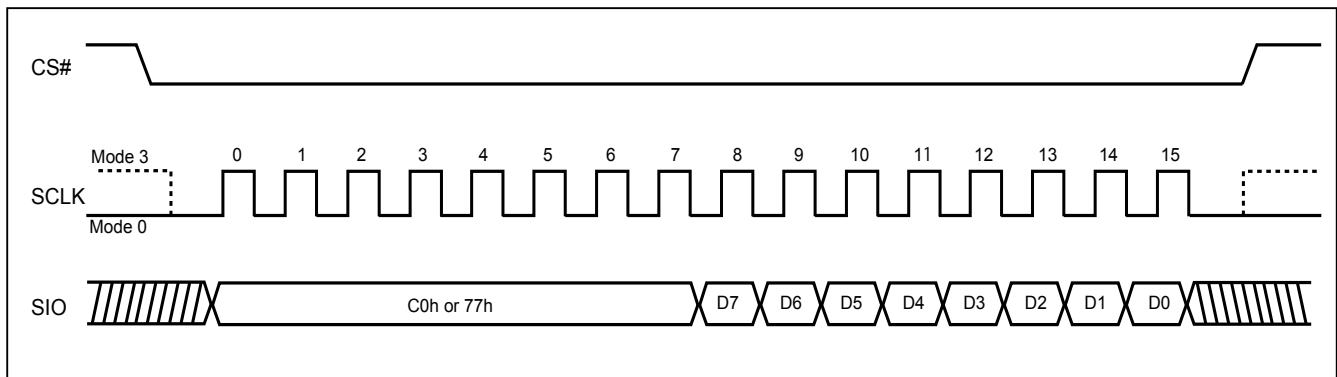 CS#
Mode 3
0 1 2 3 4 5 6 7 8 9 10 11 12 13 14 15
SCLK
Mode 0
SIO
C0h or 77h D7 D6 D5 D4 D3 D2 D1 D0